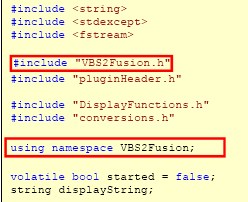 #include <string>
#include <stdexcept>
#include <fstream>
#include "VBS2Fusion.h"
#include "pluginHeader.h"
#include "DisplayFunctions.h"
#include "conversions.h"
using namespace VBS2Fusion;
volatile bool started = false;
string displayString;